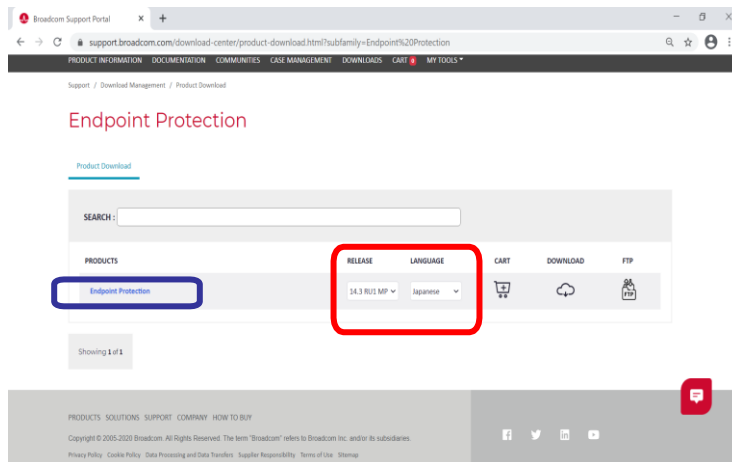 Broadcom Support Portal
support.broadcom.com/download-center/product-download.html?subfamily=Endpoint%20Protection
PRODUCT INFORMATION DOCUMENTATION COMMUNITIES CASE MANAGEMENT DOWNLOADS CART 0 MY TOOLS
Support / Download Management / Product Download
Endpoint Protection
Product Download
SEARCH :
PRODUCTS RELEASE LANGUAGE CART DOWNLOAD FTP
Endpoint Protection 14.3 RU1 MP Japanese FTP
Showing 1 of 1
PRODUCTS SOLUTIONS SUPPORT COMPANY HOW TO BUY
Copyright © 2005-2020 Broadcom. All Rights Reserved. The term "Broadcom" refers to Broadcom Inc. and/or its subsidiaries.
Privacy Policy Cookie Policy Data Processing and Data Transfers Supplier Responsibility Terms of Use Sitemap